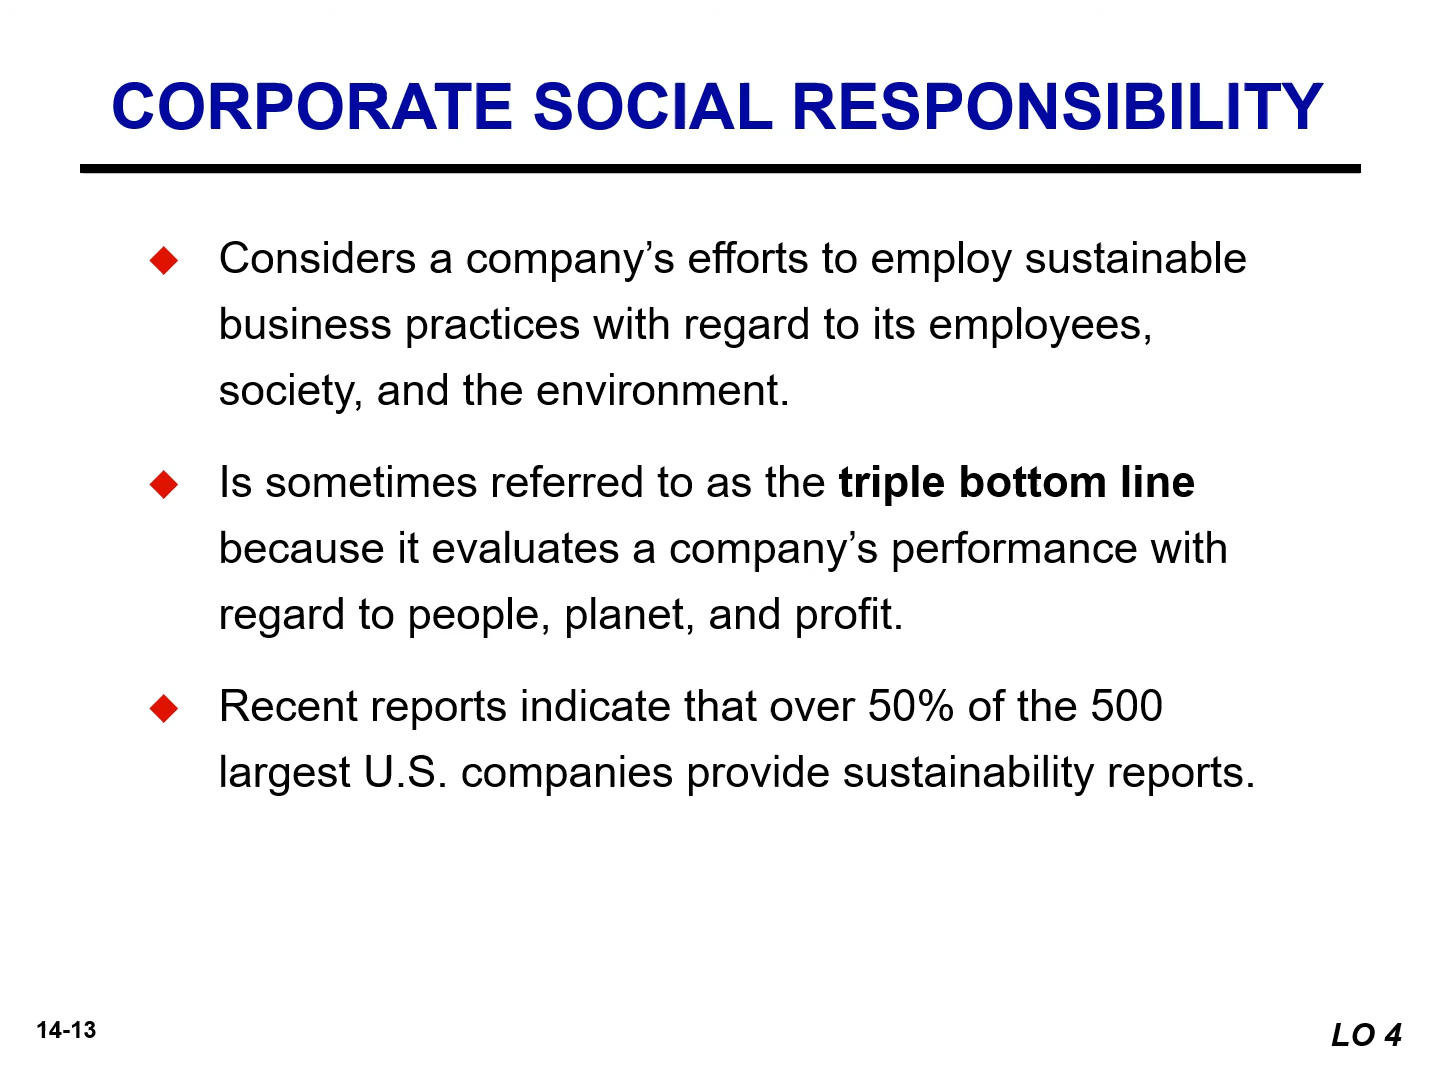 CORPORATE SOCIAL RESPONSIBILITY
Considers a company’s efforts to employ sustainable
business practices with regard to its employees,
society, and the environment.
Is sometimes referred to as the triple bottom line
because it evaluates a company’s performance with
regard to people, planet, and profit.
Recent reports indicate that over 50% of the 500
largest U.S. companies provide sustainability reports.
14-13
LO 4